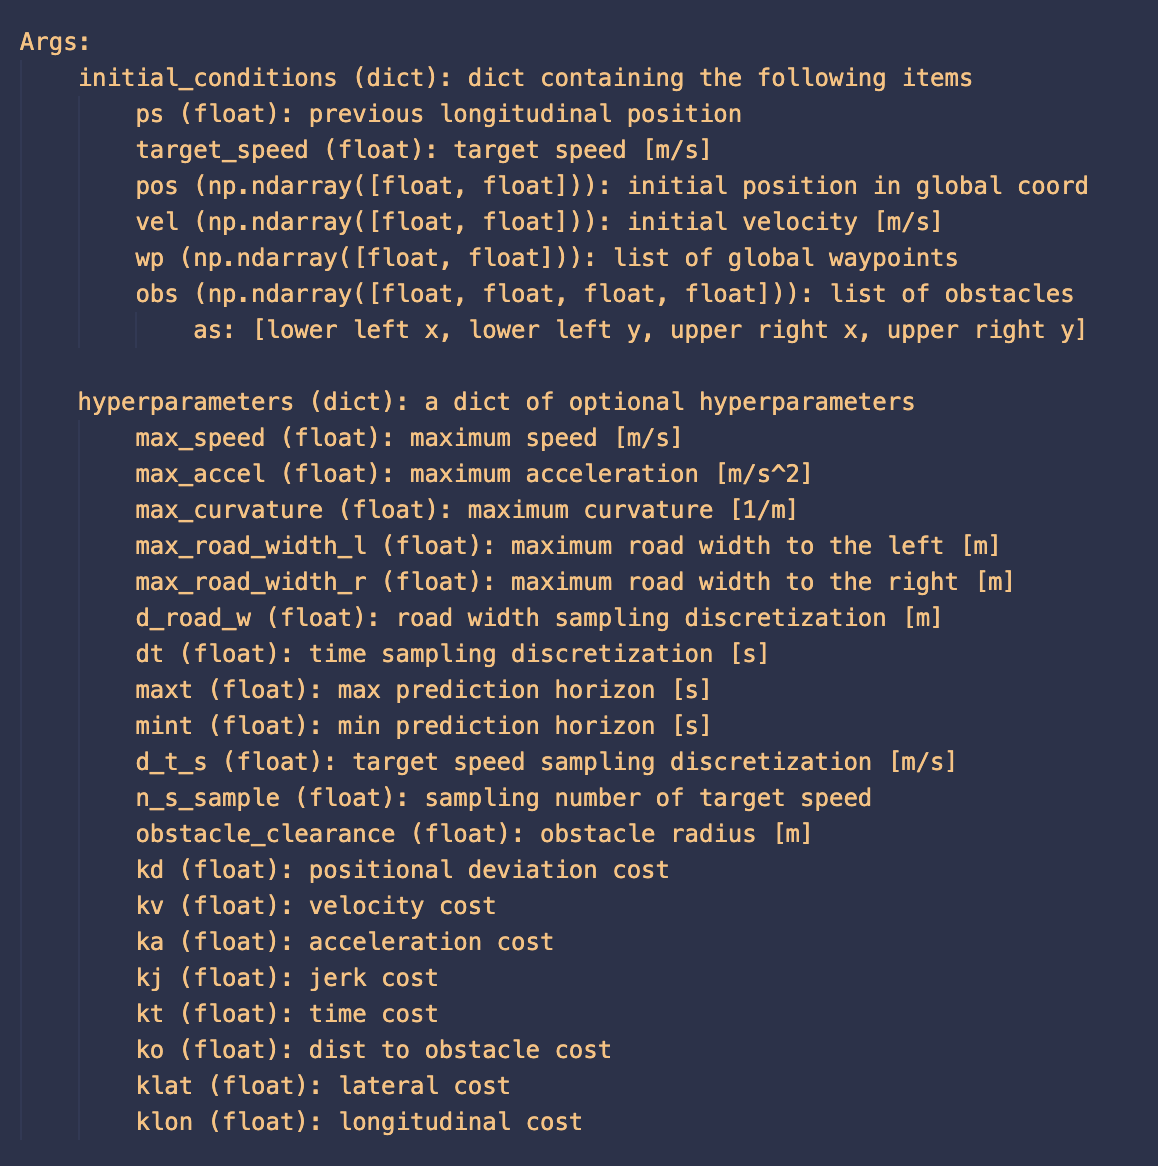 Args:
initial_conditions (dict): dict containing the following items
ps (float): previous longitudinal position
target_speed (float): target speed [m/s]
pos (np.ndarray([float, float])): initial position in global coord
vel (np.ndarray([float, float])): initial velocity [m/s]
wp (np.ndarray([float, float])): list of global waypoints
obs (np.ndarray([float, float, float, float])): list of obstacles
as: [lower left x, lower left y, upper right x, upper right y]
hyperparameters (dict): a dict of optional hyperparameters
max_speed (float): maximum speed [m/s]
max_accel (float): maximum acceleration [m/s^2]
max_curvature (float): maximum curvature [1/m]
max_road_width_l (float): maximum road width to the left [m]
max_road_width_r (float): maximum road width to the right [m]
d_road_w (float): road width sampling discretization [m]
dt (float): time sampling discretization [s]
maxt (float): max prediction horizon [s]
mint (float): min prediction horizon [s]
d_t_s (float): target speed sampling discretization [m/s]
n_s_sample (float): sampling number of target speed
obstacle_clearance (float): obstacle radius [m]
kd (float): positional deviation cost
kv (float): velocity cost
ka (float): acceleration cost
kj (float): jerk cost
kt (float): time cost
ko (float): dist to obstacle cost
klat (float): lateral cost
klon (float): longitudinal cost